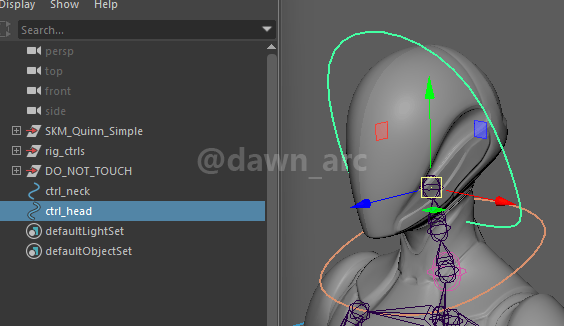 Display Show Help
Search...
persp
top
front
side
SKM_Quinn_Simple
rig_ctrls
DO_NOT_TOUCH
@dawn_arc
ctrl_neck
ctrl_head
defaultLightSet
defaultObjectSet